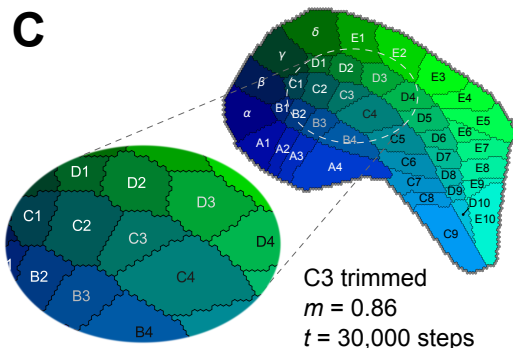 C
δ E1
γ E2
D1 D2 D3 E3
β C1 C2 C3 D4 E4
α B1 B2 B3 C4 D5 E5
A1 A2 A3 B4 C5 D6 E6
A4 C6 D7 E7
C7 D8 E8
C8 D9 E9
D10
C9 E10
D1 D2 D3
C1 C2 C3 D4
1 B2 B3 C4
B4
C3 trimmed
m = 0.86
t = 30,000 steps